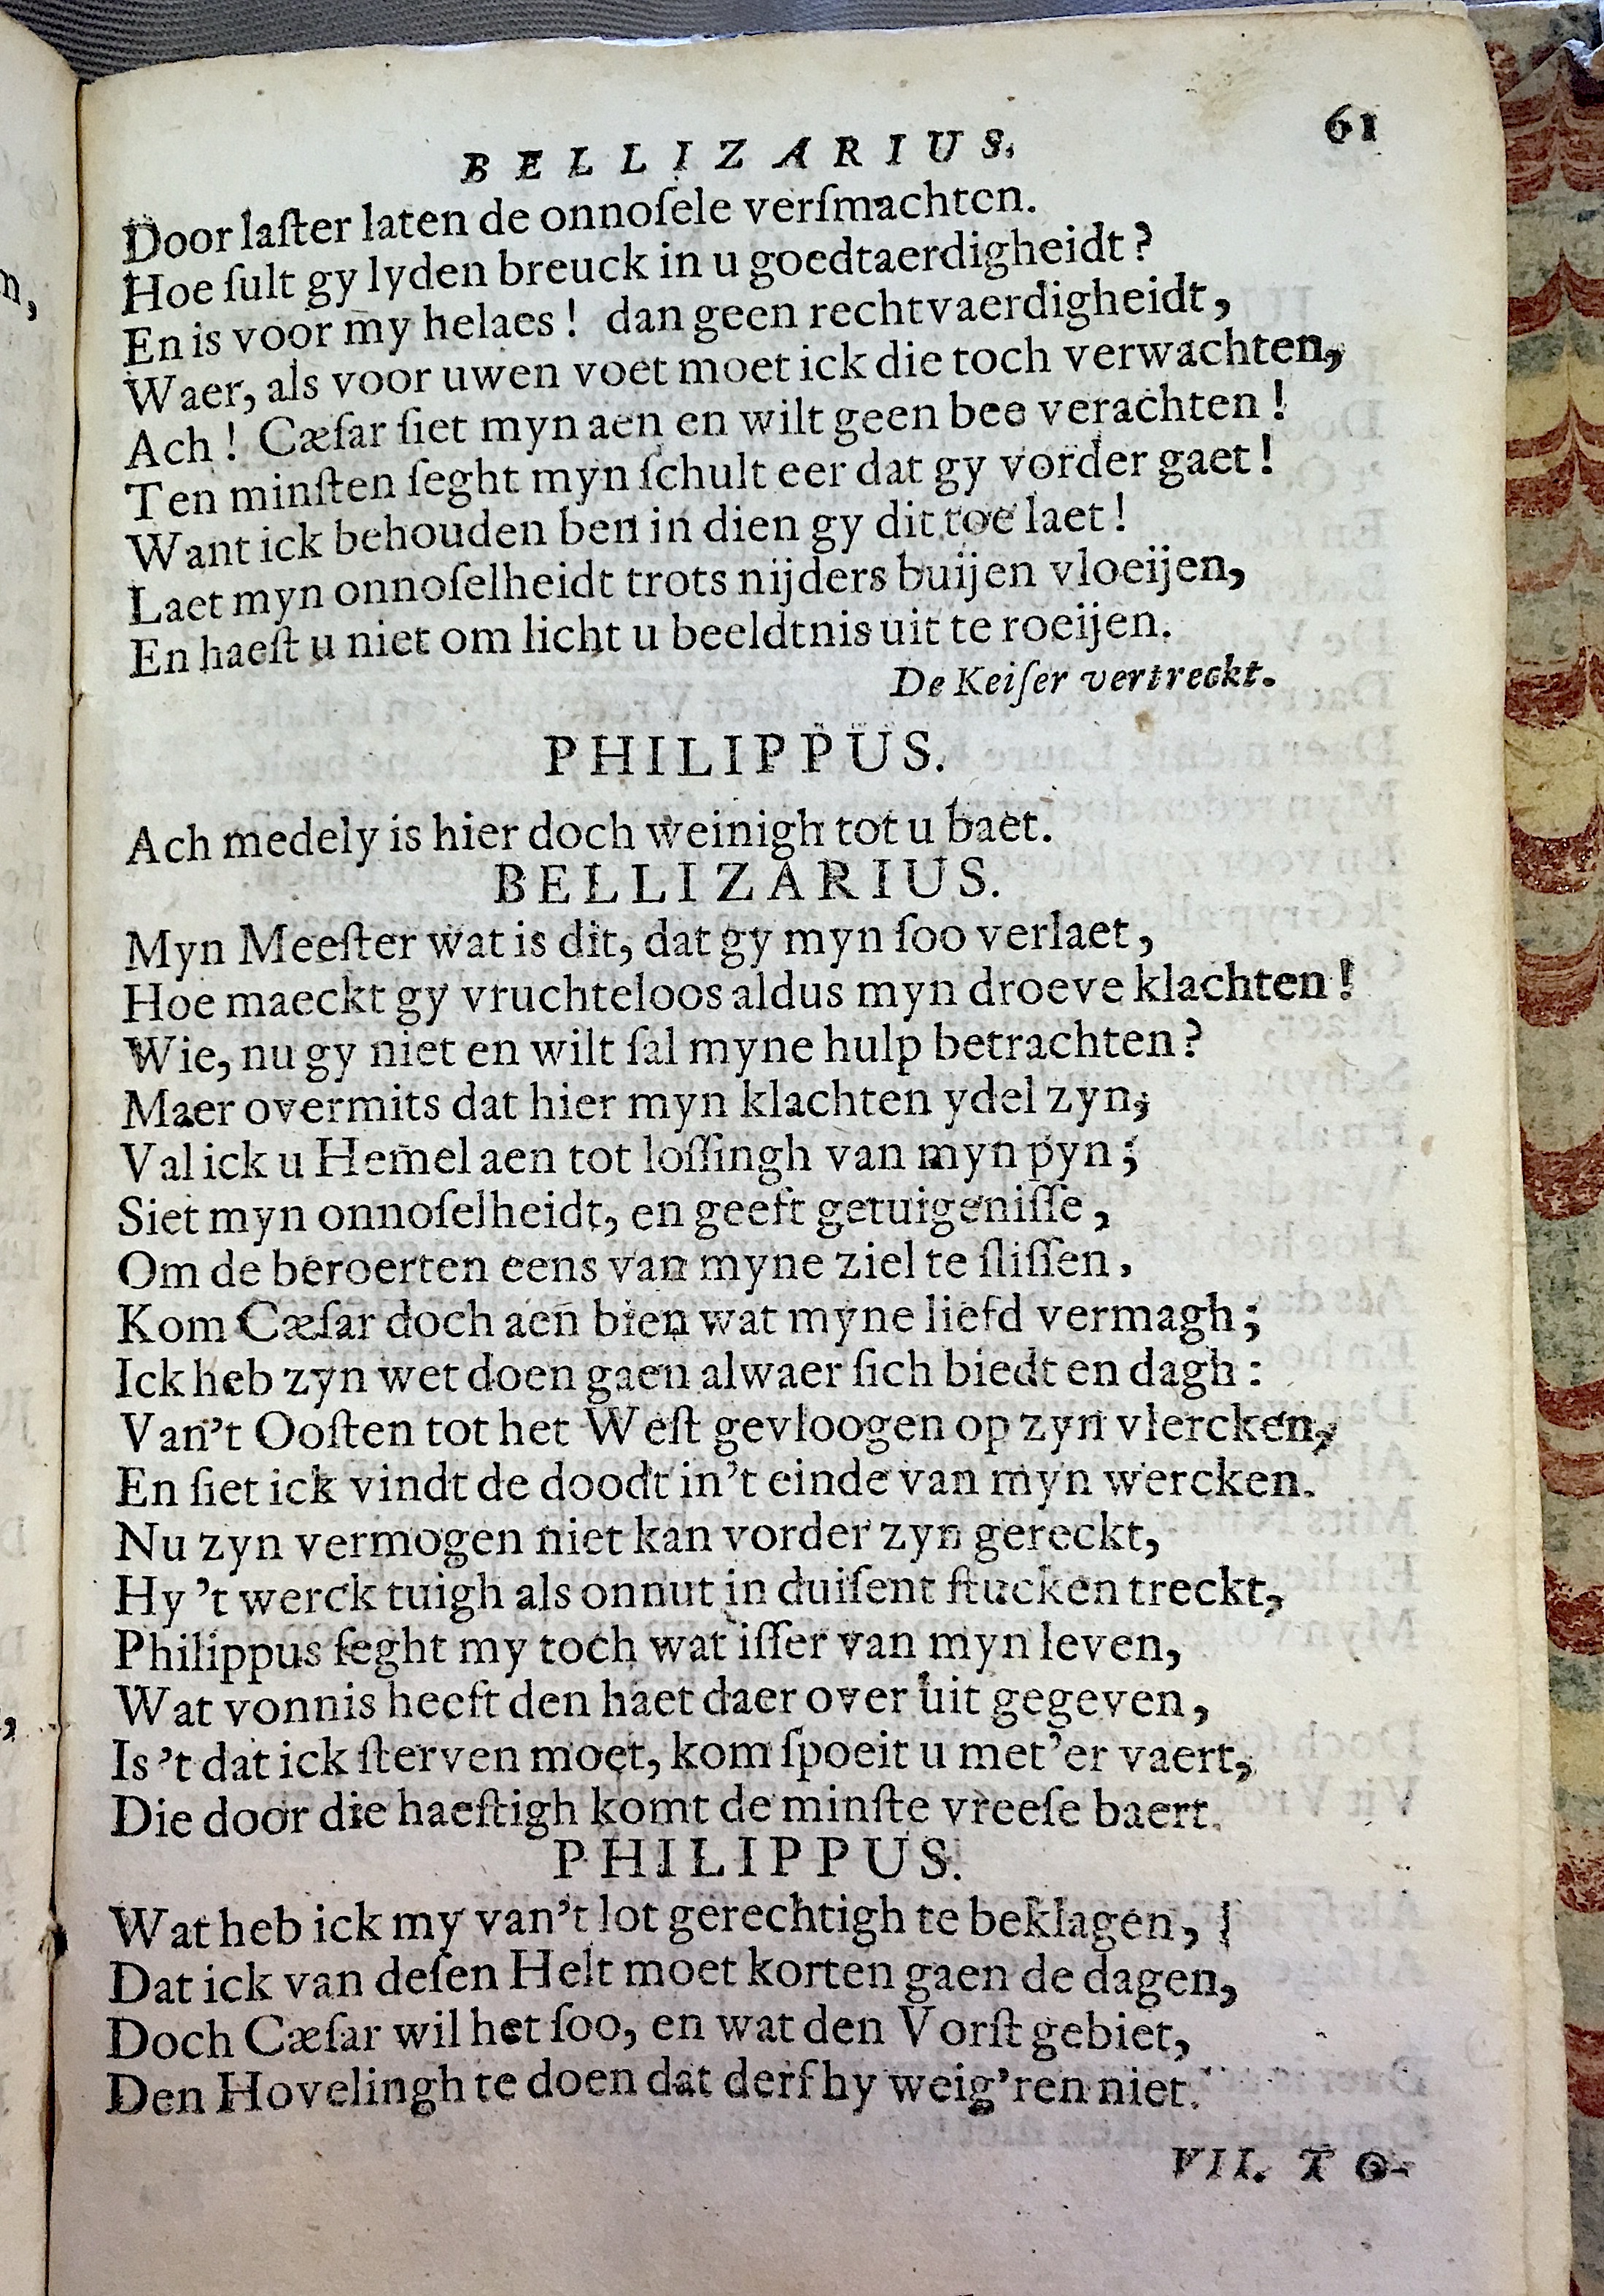 BELLIZARIUS. 61
Door laſter laten de onnoſele verſmachten.
Hoe ſult gy lyden breuck in u goedtaerdigheidt?
En is voor my helaes! dan geen rechtvaerdigheidt,
Waer, als voor uwen voet moet ick die toch verwachten,
Ach! Cæſar ſiet myn aen en wilt geen bee verachten!
Ten minſten ſeght myn ſchult eer dat gy vorder gaet!
Want ick behouden ben in dien gy dit toe laet!
Laet myn onnoſelheidt trots nijders buijen vloeijen,
En haeſt u niet om licht u beeldtnis uit te roeijen.
De Keiſer vertreckt.
PHILIPPUS.
Ach medely is hier doch weinigh tot u baet.
BELLIZARIUS.
Myn Meeſter wat is dit, dat gy myn ſoo verlaet,
Hoe maeckt gy vruchteloos aldus myn droeve klachten!
Wie, nu gy niet en wilt ſal myne hulp betrachten?
Maer overmits dat hier myn klachten ydel zyn;
Val ick u Hemel aen tot loſſingh van myn pyn;
Siet myn onnoſelheidt, en geeft getuigeniſſe,
Om de beroerten eens van myne ziel te ſliſſen,
Kom Cæſar doch aen bien wat myne liefd vermagh;
Ick heb zyn wet doen gaen alwaer ſich biedt en dagh:
Van't Ooſten tot het Weſt gevloogen op zyn vlercken,
En ſiet ick vindt de doodt in't einde van myn wercken.
Nu zyn vermogen niet kan vorder zyn gereckt,
Hy 't werck tuigh als onnut in duiſent ſtucken treckt,
Philippus ſeght my toch wat iſſer van myn leven,
Wat vonnis heeft den haet daer over uit gegeven,
Is 't dat ick ſterven moet, kom ſpoeit u met'er vaert,
Die door die haeſtigh komt de minſte vreeſe baert.
PHILIPPUS.
Wat heb ick my van't lot gerechtigh te beklagen,
Dat ick van deſen Helt moet korten gaen de dagen,
Doch Cæſar wil het ſoo, en wat den Vorſt gebiet,
Den Hovelingh te doen dat derf hy weig'ren niet.
VII. TO-